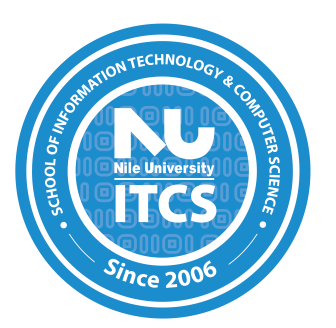 SCHOOL OF INFORMATION TECHNOLOGY & COMPUTER SCIENCE
NU
Nile University
ITCS
Since 2006